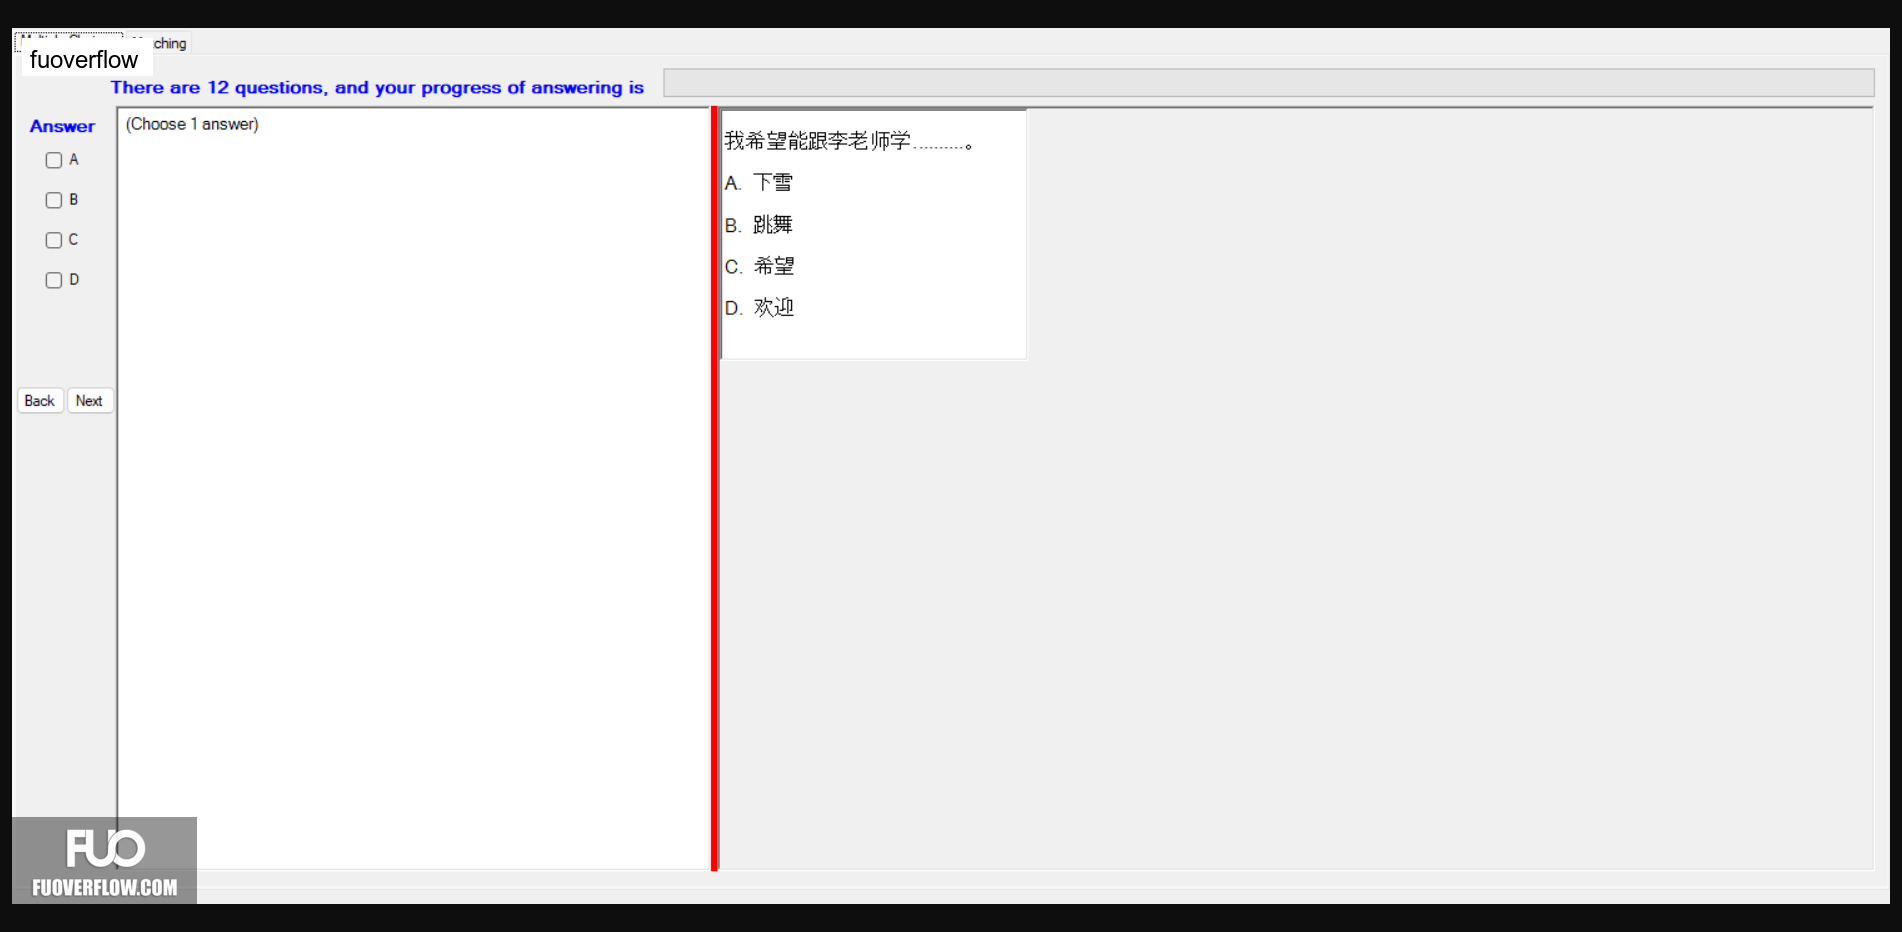 ching
fuoverflow
There are 12 questions, and your progress of answering is
Answer
A
B
C
D
Back Next
(Choose 1 answer)
我希望能跟李老师学..........。
A. 下雪
B. 跳舞
C. 希望
D. 欢迎
FUO
FUOVERFLOW.COM